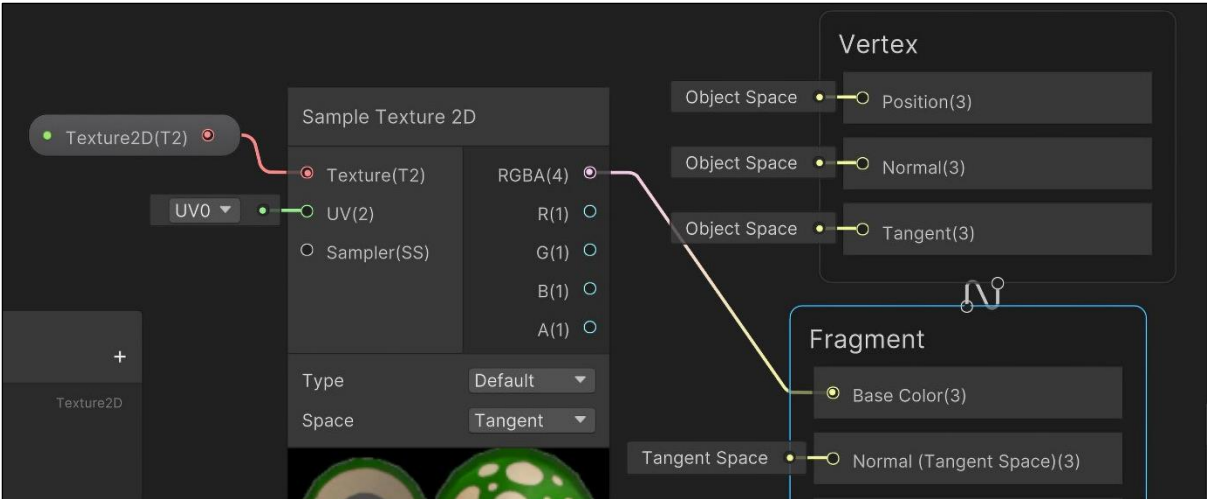 Texture2D(T2)
UV0
Sample Texture 2D
Texture(T2)
UV(2)
Sampler(SS)
RGBA(4)
R(1)
G(1)
B(1)
A(1)
Type
Default
Space
Tangent
+
Texture2D
Vertex
Object Space
Position(3)
Object Space
Normal(3)
Object Space
Tangent(3)
Fragment
Base Color(3)
Tangent Space
Normal (Tangent Space)(3)